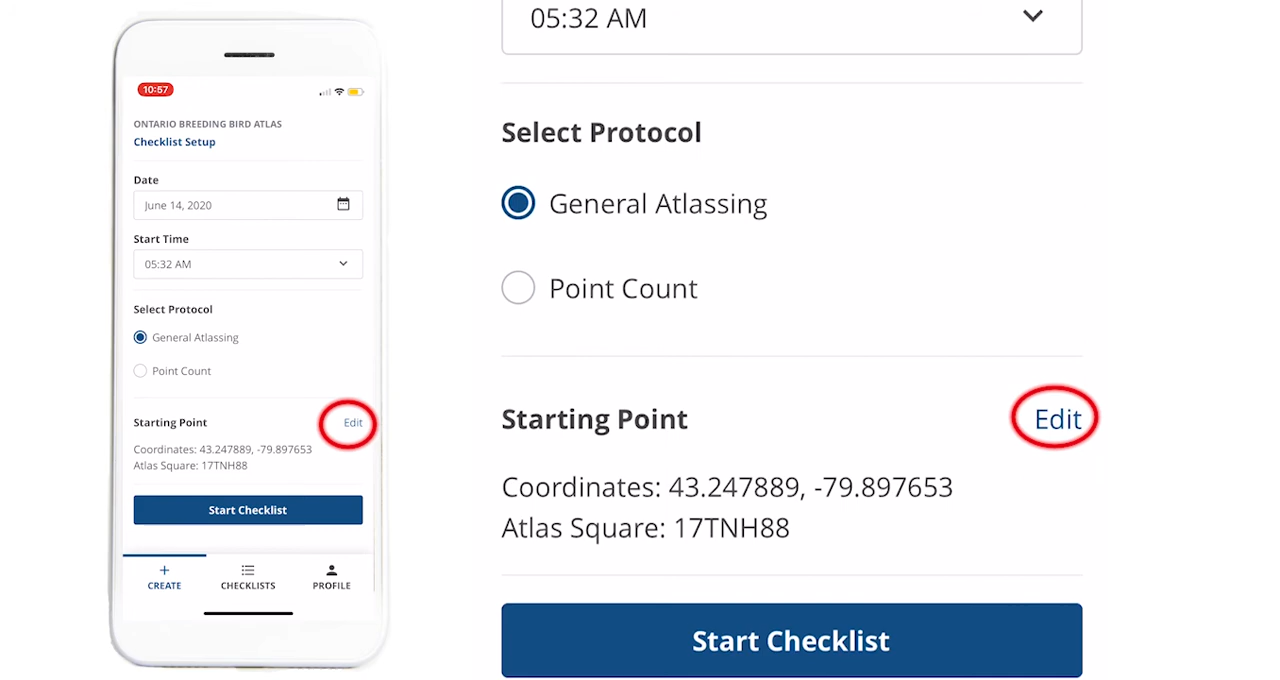 10:57
ONTARIO BREEDING BIRD ATLAS
Checklist Setup
Date
June 14, 2020
Start Time
05:32 AM
Select Protocol
General Atlassing
Point Count
Starting Point Edit
Coordinates: 43.247889, -79.897653
Atlas Square: 17TNH88
Start Checklist
CREATE CHECKLISTS PROFILE
05:32 AM
Select Protocol
General Atlassing
Point Count
Starting Point Edit
Coordinates: 43.247889, -79.897653
Atlas Square: 17TNH88
Start Checklist